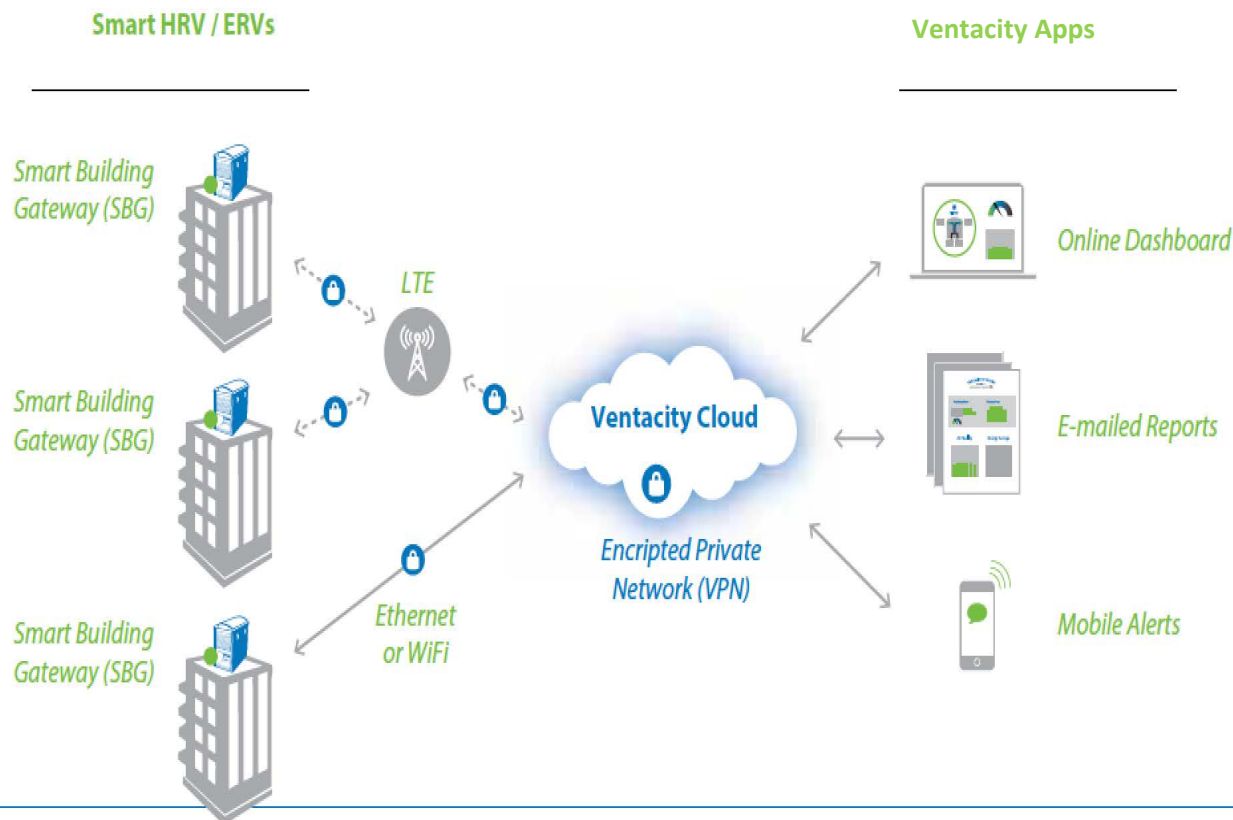 Smart HRV / ERVs
Ventacity Apps
Smart Building
Gateway (SBG)
LTE
Smart Building
Gateway (SBG)
Ethernet
or WiFi
Smart Building
Gateway (SBG)
Ventacity Cloud
Encripted Private
Network (VPN)
Online Dashboard
E-mailed Reports
Mobile Alerts